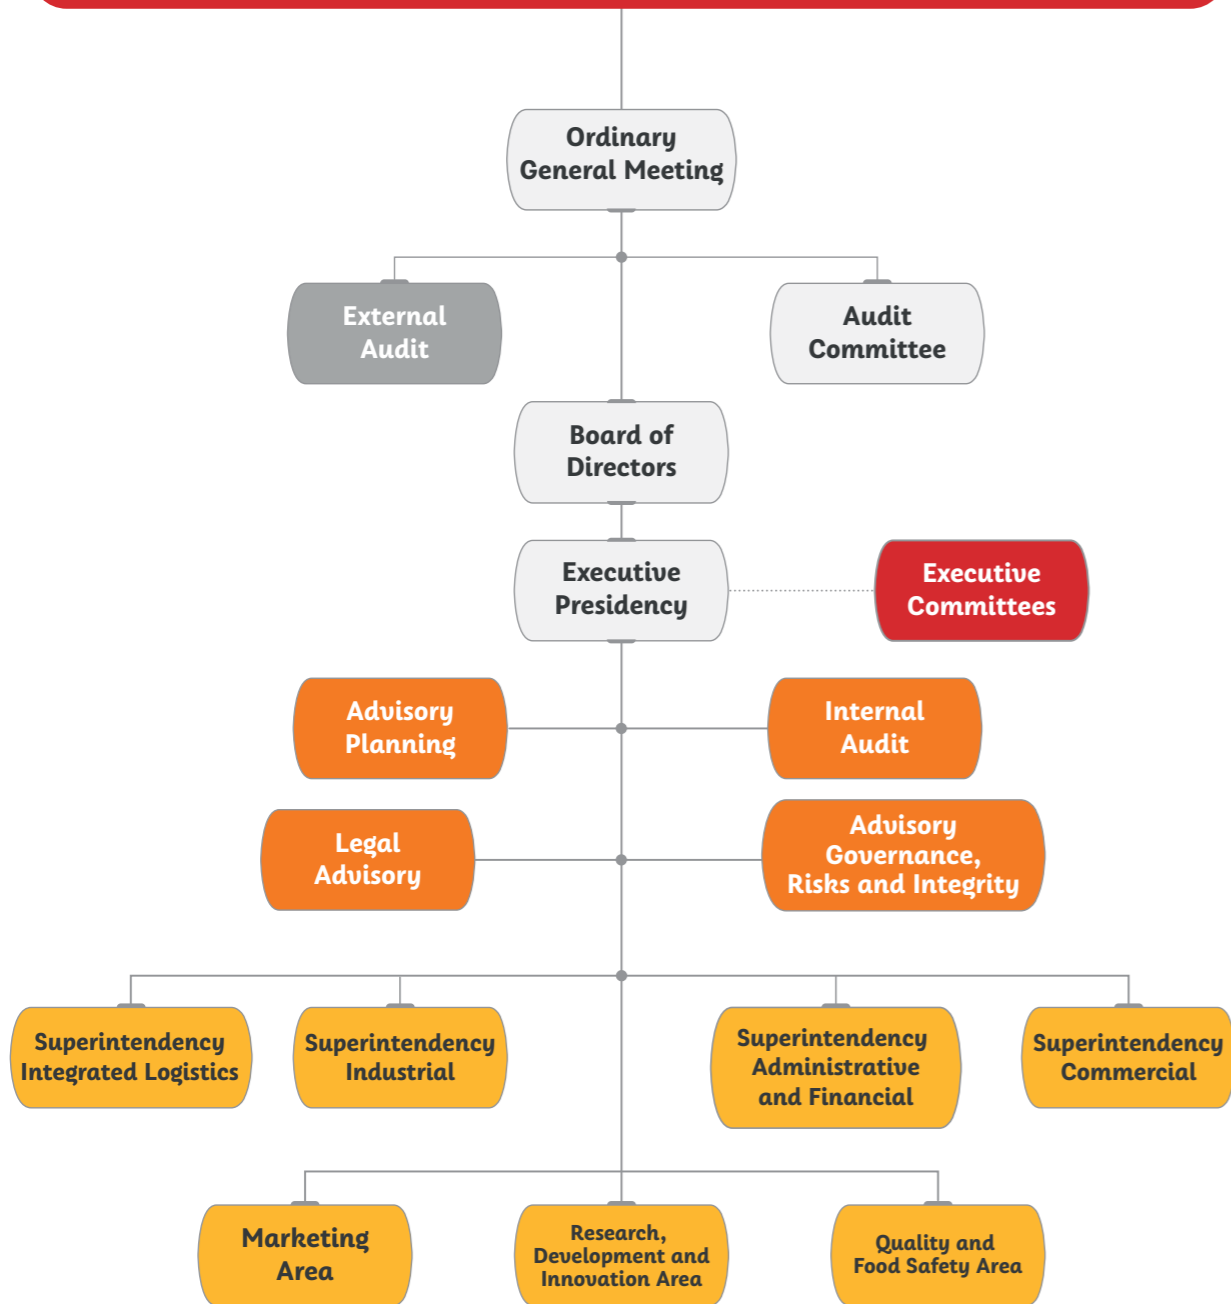 Ordinary
General Meeting
External
Audit
Audit
Committee
Board of
Directors
Executive
Presidency
Executive
Committees
Advisory
Planning
Internal
Audit
Legal
Advisory
Advisory
Governance,
Risks and Integrity
Superintendency
Integrated Logistics
Superintendency
Industrial
Superintendency
Administrative
and Financial
Superintendency
Commercial
Marketing
Area
Research,
Development and
Innovation Area
Quality and
Food Safety Area